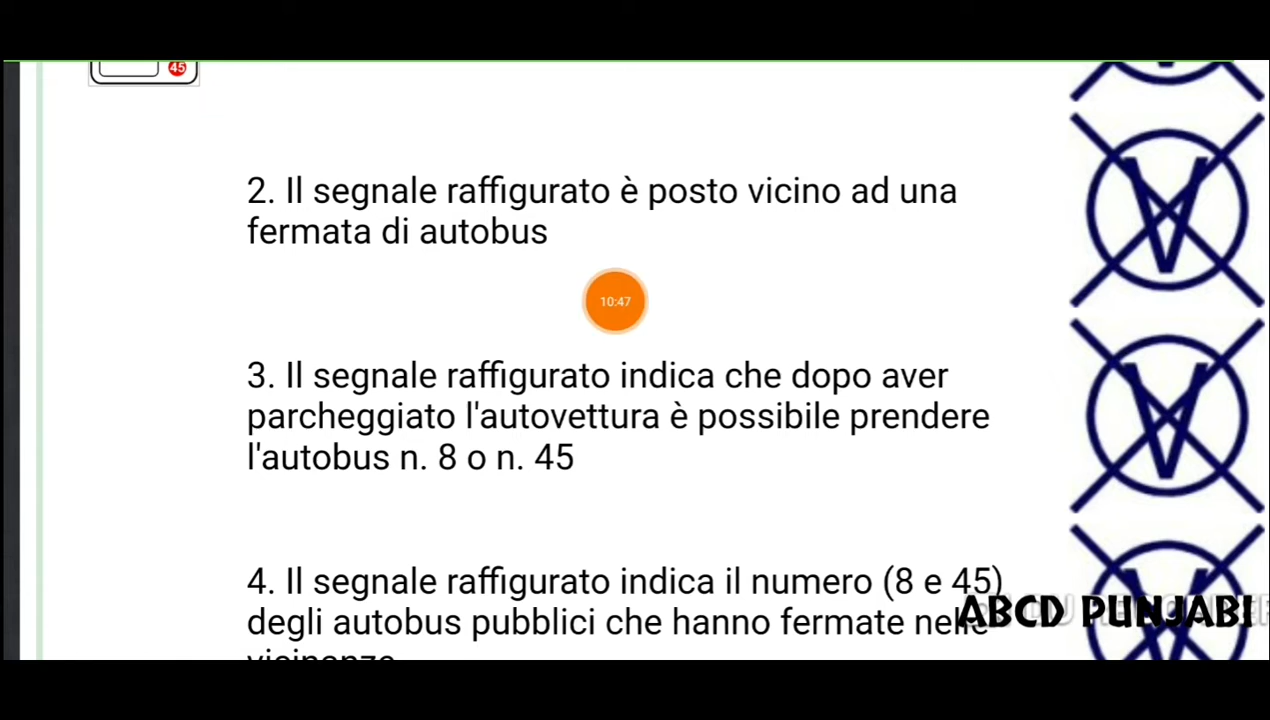 45
2. Il segnale raffigurato è posto vicino ad una
fermata di autobus
V
10:47
3. Il segnale raffigurato indica che dopo aver
parcheggiato l'autovettura è possibile prendere
l'autobus n. 8 o n. 45
V
4. Il segnale raffigurato indica il numero (8 e 45)
degli autobus pubblici che hanno fermate nelle
vicinanze
V
ABCD PUNJABI